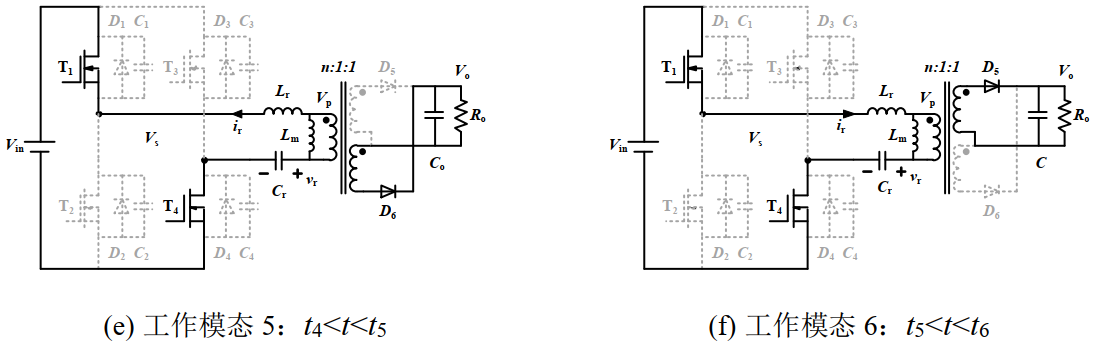 D1 C1 D3 C3
T1 T3
n:1:1 D5 Vo
Lr Vp
Vin Vs ir Lm Ro
Cr vr Co
T2 T4 D6
D2 C2 D4 C4
(e) 工作模态 5：t4<t<t5
D1 C1 D3 C3
T1 T3
n:1:1 D5 Vo
Lr Vp
Vin Vs ir Lm Ro
Cr vr C
T2 T4 D6
D2 C2 D4 C4
(f) 工作模态 6：t5<t<t6